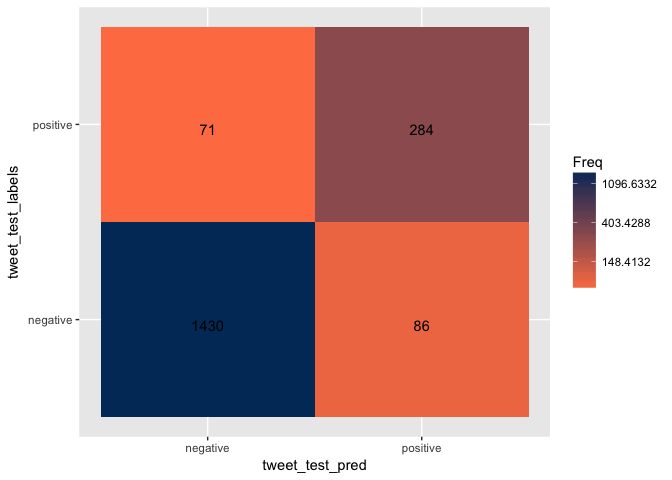 positive
negative
tweet_test_labels
71
284
1430
86
negative
positive
tweet_test_pred
Freq
1096.6332
403.4288
148.4132